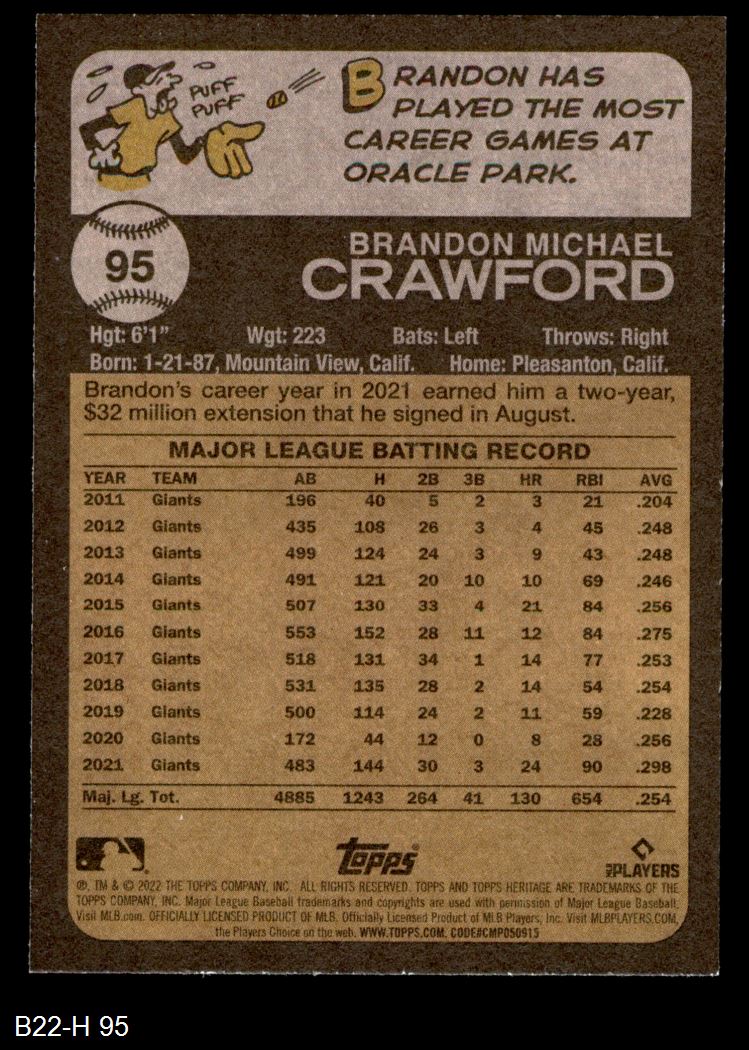 PUFF
PUFF
BRANDON HAS
PLAYED THE MOST
CAREER GAMES AT
ORACLE PARK.
95
BRANDON MICHAEL
CRAWFORD
Hgt: 6'1" Wgt: 223 Bats: Left Throws: Right
Born: 1-21-87, Mountain View, Calif. Home: Pleasanton, Calif.
Brandon's career year in 2021 earned him a two-year,
$32 million extension that he signed in August.
MAJOR LEAGUE BATTING RECORD
YEAR TEAM AB H 2B 3B HR RBI AVG
2011 Giants 196 40 5 2 3 21 .204
2012 Giants 435 108 26 3 4 45 .248
2013 Giants 499 124 24 3 9 43 .248
2014 Giants 491 121 20 10 10 69 .246
2015 Giants 507 130 33 4 21 84 .256
2016 Giants 553 152 28 11 12 84 .275
2017 Giants 518 131 34 1 14 77 .253
2018 Giants 531 135 28 2 14 54 .254
2019 Giants 500 114 24 2 11 59 .228
2020 Giants 172 44 12 0 8 28 .256
2021 Giants 483 144 30 3 24 90 .298
Maj. Lg. Tot. 4885 1243 264 41 130 654 .254
topps
MLB PLAYERS
®, TM & © 2022 THE TOPPS COMPANY, INC. ALL RIGHTS RESERVED. TOPPS AND TOPPS HERITAGE ARE TRADEMARKS OF THE
TOPPS COMPANY, INC. Major League Baseball trademarks and copyrights are used with permission of Major League Baseball.
Visit MLB.com. OFFICIALLY LICENSED PRODUCT OF MLB. Officially Licensed Product of MLB Players, Inc. Visit MLBPLAYERS.COM,
the Players Choice on the web. WWW.TOPPS.COM. CODE#CMP050915
B22-H 95